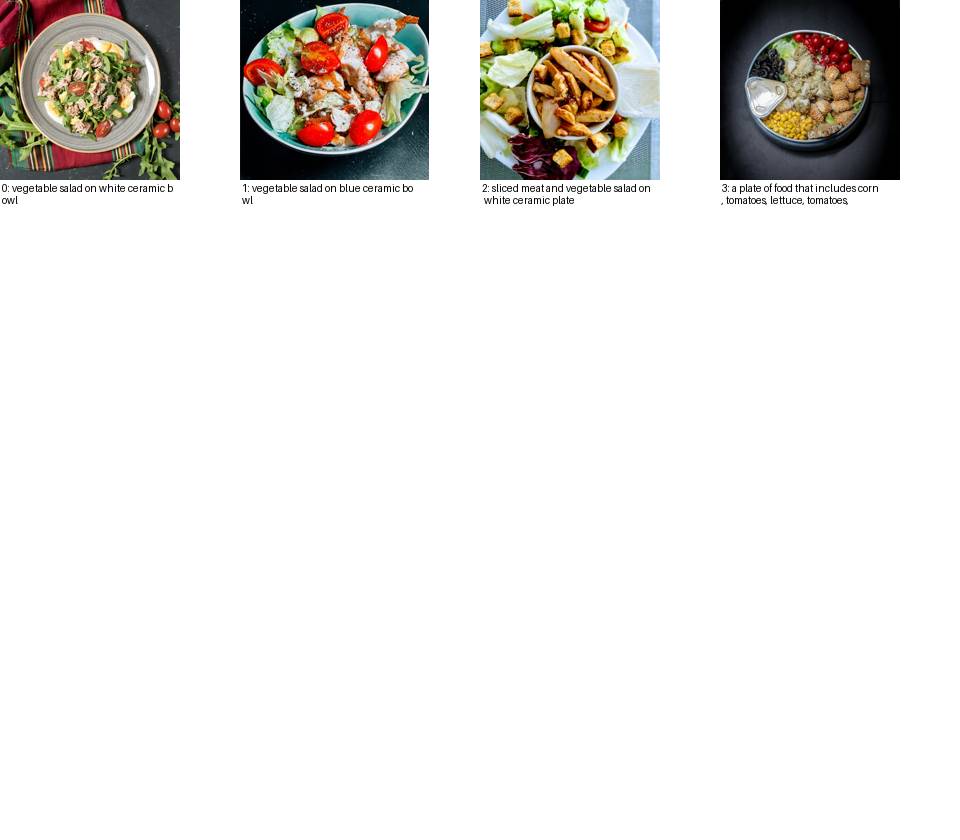 0: vegetable salad on white ceramic b
owl
1: vegetable salad on blue ceramic bo
wl
2: sliced meat and vegetable salad on
white ceramic plate
3: a plate of food that includes corn
, tomatoes, lettuce, tomatoes,